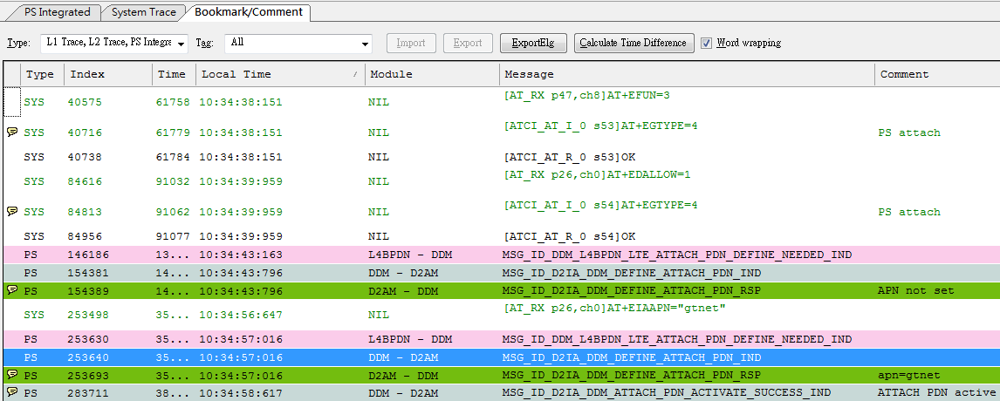 PS Integrated System Trace Bookmark/Comment
Type: L1 Trace, L2 Trace, PS Integra Tag: All Import Export ExportElg Calculate Time Difference Word wrapping
Type Index Time Local Time / Module Message Comment
SYS 40575 61758 10:34:38:151 NIL [AT_RX p47,ch8]AT+EFUN=3
SYS 40716 61779 10:34:38:151 NIL [ATCI_AT_I_0 s53]AT+EGTYPE=4 PS attach
SYS 40738 61784 10:34:38:151 NIL [ATCI_AT_R_0 s53]OK
SYS 84616 91032 10:34:39:959 NIL [AT_RX p26,ch0]AT+EDALLOW=1
SYS 84813 91062 10:34:39:959 NIL [ATCI_AT_I_0 s54]AT+EGTYPE=4 PS attach
SYS 84956 91077 10:34:39:959 NIL [ATCI_AT_R_0 s54]OK
PS 146186 13... 10:34:43:163 L4BPDN - DDM MSG_ID_DDM_L4BPDN_LTE_ATTACH_PDN_DEFINE_NEEDED_IND
PS 154381 14... 10:34:43:796 DDM - D2AM MSG_ID_D2IA_DDM_DEFINE_ATTACH_PDN_IND
PS 154389 14... 10:34:43:796 D2AM - DDM MSG_ID_D2IA_DDM_DEFINE_ATTACH_PDN_RSP APN not set
SYS 253498 35... 10:34:56:647 NIL [AT_RX p26,ch0]AT+EIAAPN="gtnet"
PS 253630 35... 10:34:57:016 L4BPDN - DDM MSG_ID_DDM_L4BPDN_LTE_ATTACH_PDN_DEFINE_NEEDED_IND
PS 253640 35... 10:34:57:016 DDM - D2AM MSG_ID_D2IA_DDM_DEFINE_ATTACH_PDN_IND
PS 253693 35... 10:34:57:016 D2AM - DDM MSG_ID_D2IA_DDM_DEFINE_ATTACH_PDN_RSP apn=gtnet
PS 283711 38... 10:34:58:617 DDM - D2AM MSG_ID_D2IA_DDM_ATTACH_PDN_ACTIVATE_SUCCESS_IND ATTACH PDN active